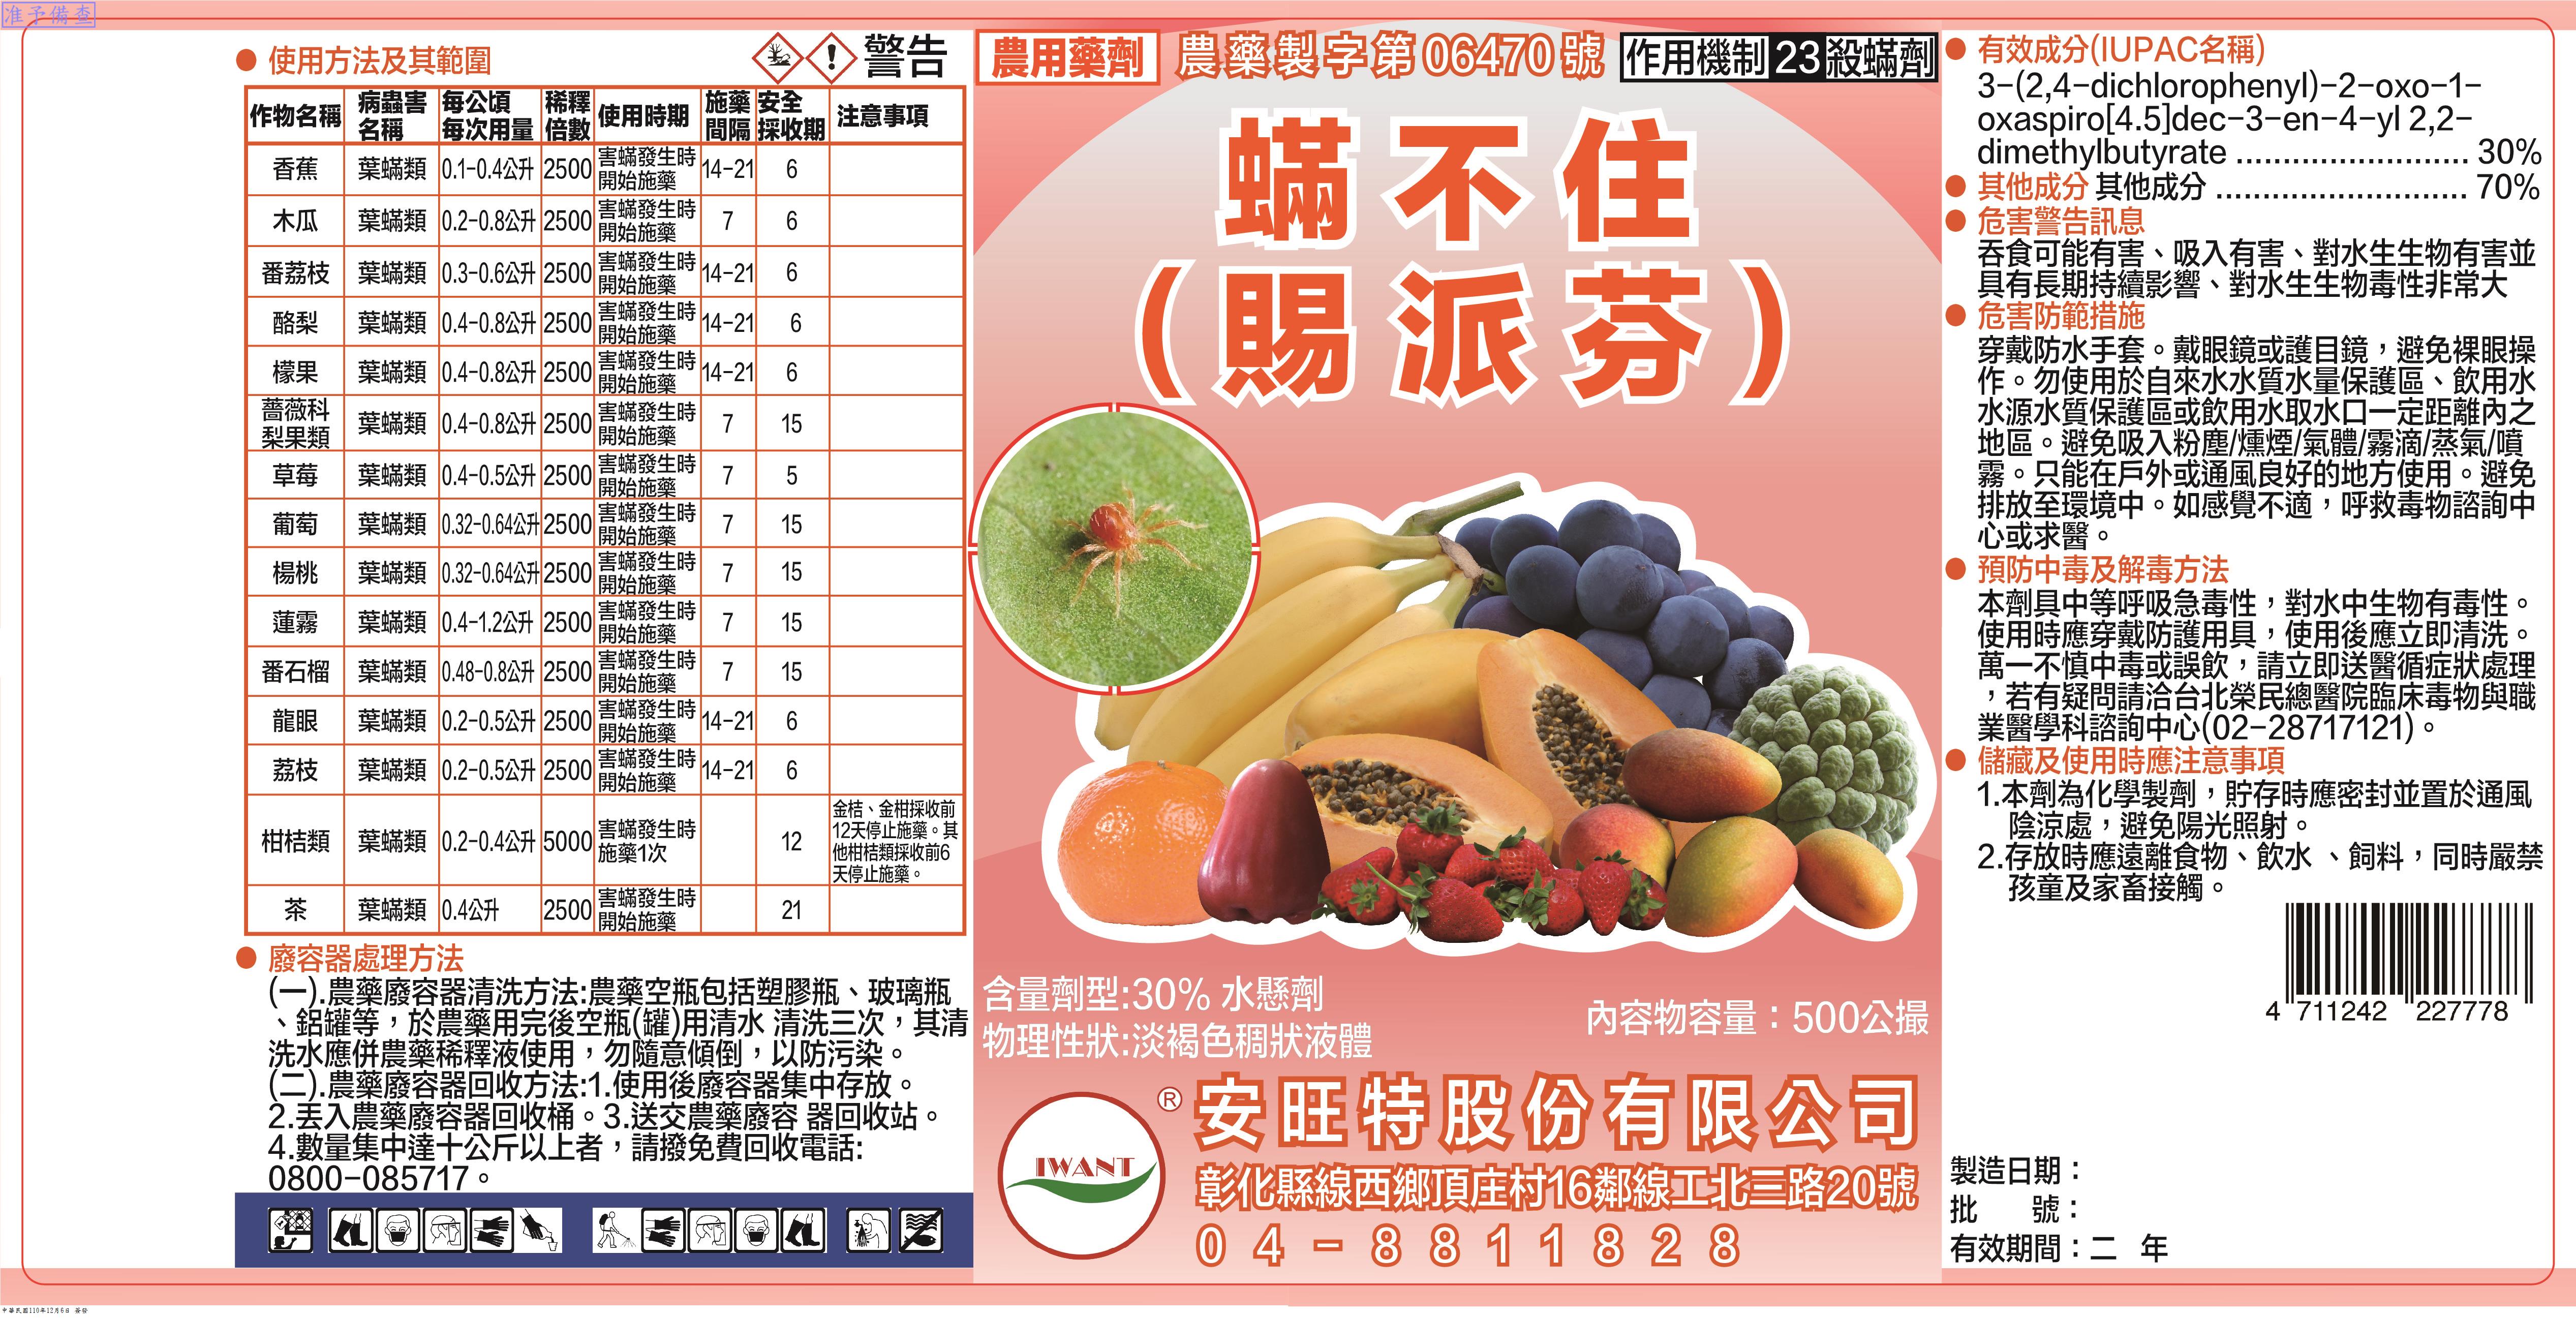 准予備查
● 使用方法及其範圍
警告
作物名稱 病蟲害名稱 每公頃每次用量 稀釋倍數 使用時期 施藥間隔 安全採收期 注意事項
香蕉 葉蟎類 0.1-0.4公升 2500 害蟎發生時開始施藥 14-21 6
木瓜 葉蟎類 0.2-0.8公升 2500 害蟎發生時開始施藥 7 6
番荔枝 葉蟎類 0.3-0.6公升 2500 害蟎發生時開始施藥 14-21 6
酪梨 葉蟎類 0.4-0.8公升 2500 害蟎發生時開始施藥 14-21 6
檬果 葉蟎類 0.4-0.8公升 2500 害蟎發生時開始施藥 14-21 6
薔薇科梨果類 葉蟎類 0.4-0.8公升 2500 害蟎發生時開始施藥 7 15
草莓 葉蟎類 0.4-0.5公升 2500 害蟎發生時開始施藥 7 5
葡萄 葉蟎類 0.32-0.64公升 2500 害蟎發生時開始施藥 7 15
楊桃 葉蟎類 0.32-0.64公升 2500 害蟎發生時開始施藥 7 15
蓮霧 葉蟎類 0.4-1.2公升 2500 害蟎發生時開始施藥 7 15
番石榴 葉蟎類 0.48-0.8公升 2500 害蟎發生時開始施藥 7 15
龍眼 葉蟎類 0.2-0.5公升 2500 害蟎發生時開始施藥 14-21 6
荔枝 葉蟎類 0.2-0.5公升 2500 害蟎發生時開始施藥 14-21 6
柑桔類 葉蟎類 0.2-0.4公升 5000 害蟎發生時施藥1次 12 金桔、金柑採收前12天停止施藥。其他柑桔類採收前6天停止施藥。
茶 葉蟎類 0.4公升 2500 害蟎發生時開始施藥 21
● 廢容器處理方法
(一).農藥廢容器清洗方法:農藥空瓶包括塑膠瓶、玻璃瓶
、鋁罐等，於農藥用完後空瓶(罐)用清水 清洗三次，其清
洗水應併農藥稀釋液使用，勿隨意傾倒，以防污染。
(二).農藥廢容器回收方法:1.使用後廢容器集中存放。
2.丟入農藥廢容器回收桶。3.送交農藥廢容 器回收站。
4.數量集中達十公斤以上者，請撥免費回收電話:
0800-085717。
農用藥劑 農藥製字第06470號 作用機制 23 殺蟎劑
蟎不住
(賜派芬)
含量劑型:30% 水懸劑
物理性狀:淡褐色稠狀液體
內容物容量：500公撮
IWANT ®
安旺特股份有限公司
彰化縣線西鄉頂庄村16鄰線工北三路20號
04-8811828
● 有效成分(IUPAC名稱)
3-(2,4-dichlorophenyl)-2-oxo-1-
oxaspiro[4.5]dec-3-en-4-yl 2,2-
dimethylbutyrate ......................... 30%
● 其他成分 其他成分 ........................... 70%
● 危害警告訊息
吞食可能有害、吸入有害、對水生生物有害並
具有長期持續影響、對水生生物毒性非常大
● 危害防範措施
穿戴防水手套。戴眼鏡或護目鏡，避免裸眼操
作。勿使用於自來水水質水量保護區、飲用水
水源水質保護區或飲用水取水口一定距離內之
地區。避免吸入粉塵/燻煙/氣體/霧滴/蒸氣/噴
霧。只能在戶外或通風良好的地方使用。避免
排放至環境中。如感覺不適，呼救毒物諮詢中
心或求醫。
● 預防中毒及解毒方法
本劑具中等呼吸急毒性，對水中生物有毒性。
使用時應穿戴防護用具，使用後應立即清洗。
萬一不慎中毒或誤飲，請立即送醫循症狀處理
，若有疑問請洽台北榮民總醫院臨床毒物與職
業醫學科諮詢中心(02-28717121)。
● 儲藏及使用時應注意事項
1.本劑為化學製劑，貯存時應密封並置於通風
陰涼處，避免陽光照射。
2.存放時應遠離食物、飲水 、飼料，同時嚴禁
孩童及家畜接觸。
4 711242 227778
製造日期：
批 號：
有效期間：二 年
中華民國110年12月6日 簽發